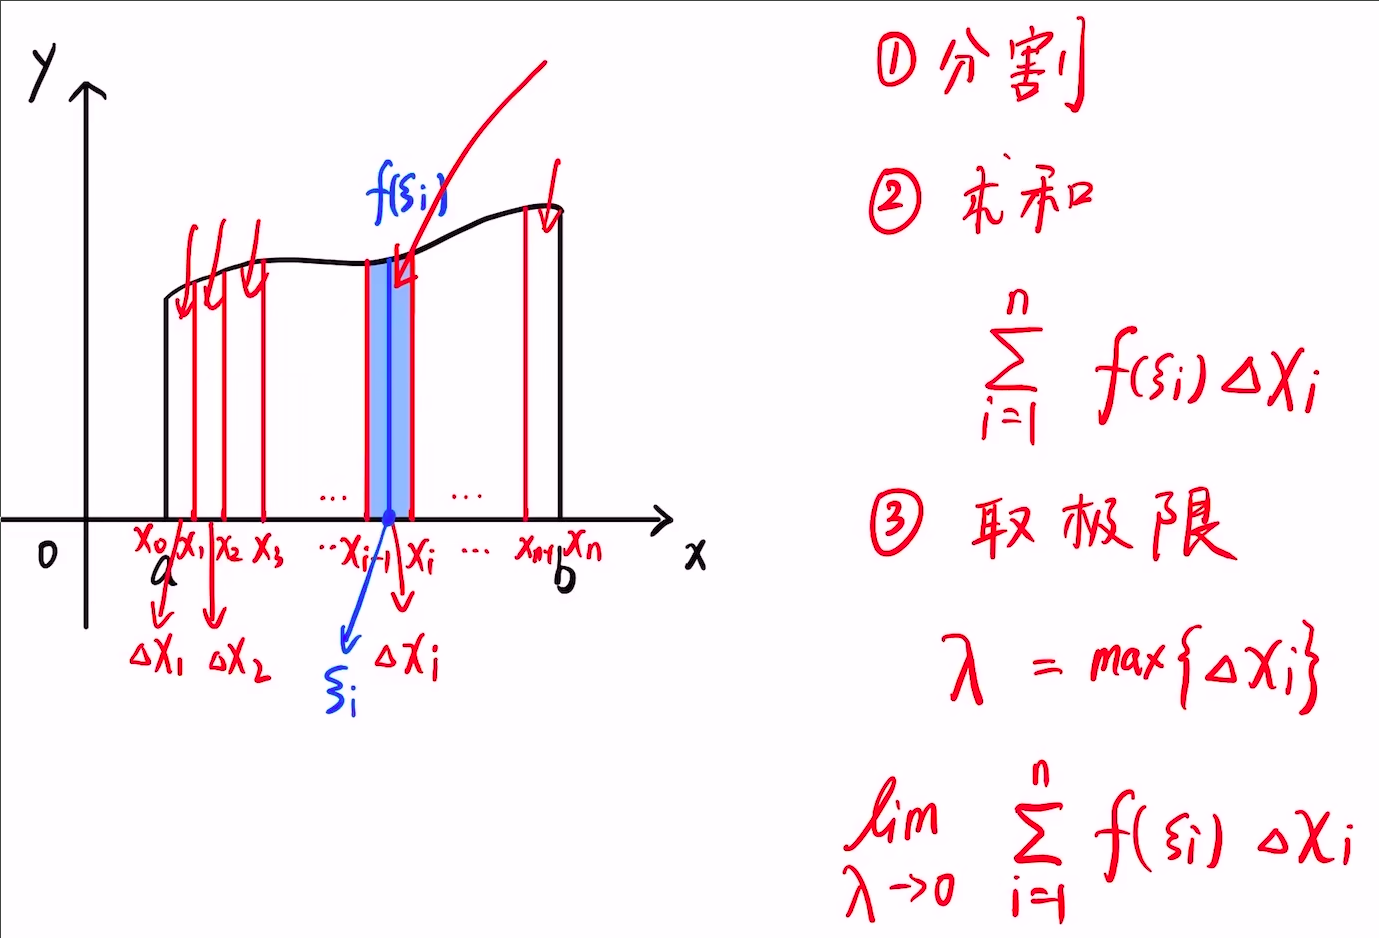 y
f(ξi)
... ...
0 x0 x1 x2 x3 ... xi-1 xi ... xn-1 xn x
a b
Δx1 Δx2 ξi Δxi
① 分割
② 求和
n
Σ f(ξi) Δxi
i=1
③ 取极限
λ = max{Δxi}
n
lim Σ f(ξi) Δxi
λ→0 i=1